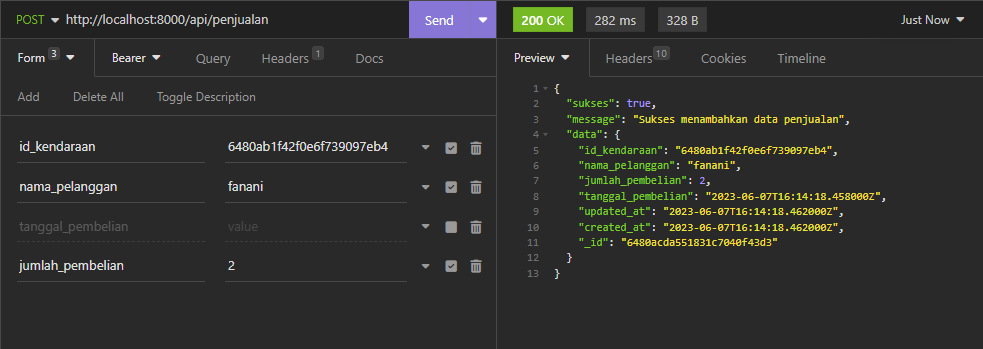 POST http://localhost:8000/api/penjualan Send 200 OK 282 ms 328 B Just Now
Form 3 Bearer Query Headers 1 Docs Preview Headers 10 Cookies Timeline
Add Delete All Toggle Description
id_kendaraan 6480ab1f42f0e6f739097eb4
nama_pelanggan fanani
tanggal_pembelian value
jumlah_pembelian 2
1 {
2 "sukses": true,
3 "message": "Sukses menambahkan data penjualan",
4 "data": {
5 "id_kendaraan": "6480ab1f42f0e6f739097eb4",
6 "nama_pelanggan": "fanani",
7 "jumlah_pembelian": 2,
8 "tanggal_pembelian": "2023-06-07T16:14:18.458000Z",
9 "updated_at": "2023-06-07T16:14:18.462000Z",
10 "created_at": "2023-06-07T16:14:18.462000Z",
11 "_id": "6480acda551831c7040f43d3"
12 }
13 }